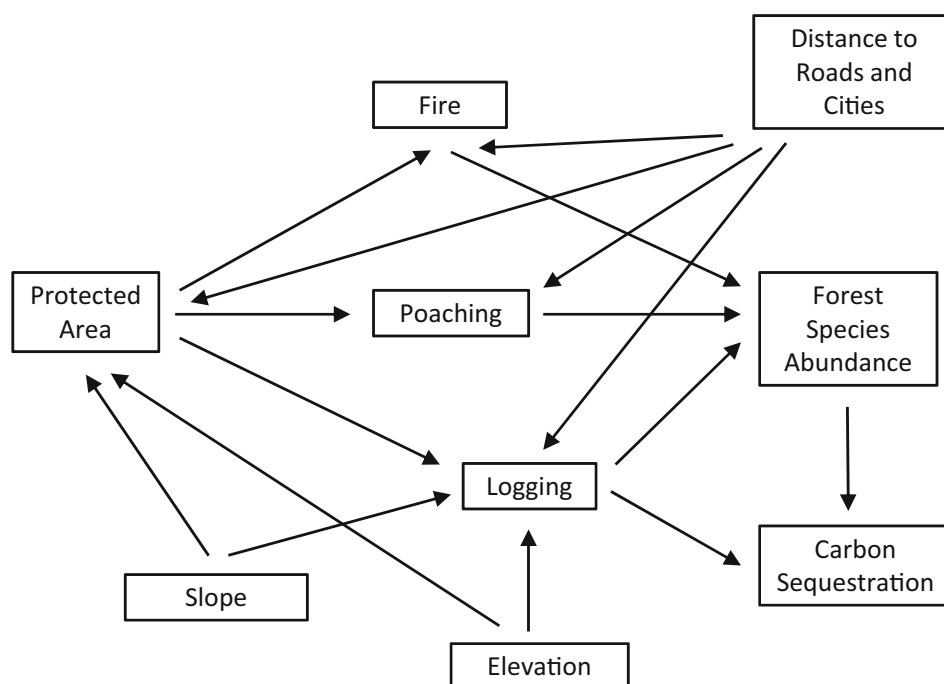 Distance to
Roads and
Cities
Fire
Protected
Area
Poaching
Forest
Species
Abundance
Logging
Carbon
Sequestration
Slope
Elevation